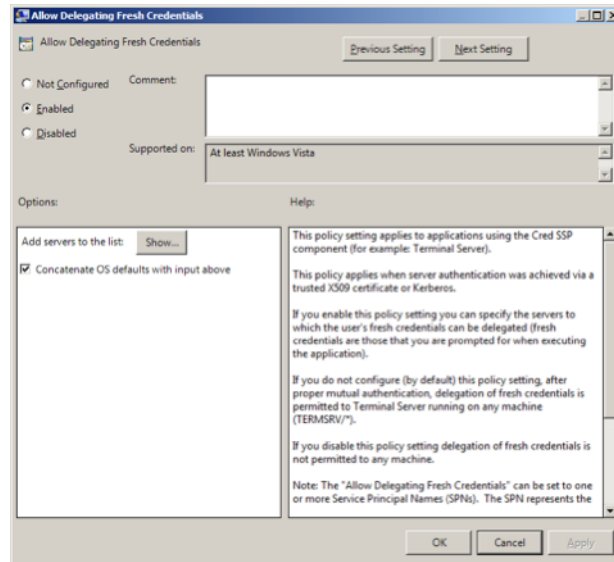 Allow Delegating Fresh Credentials
Allow Delegating Fresh Credentials
Previous Setting
Next Setting
Not Configured
Comment:
Enabled
Disabled
Supported on:
At least Windows Vista
Options:
Help:
Add servers to the list:
Show...
Concatenate OS defaults with input above
This policy setting applies to applications using the Cred SSP
component (for example: Terminal Server).
This policy applies when server authentication was achieved via a
trusted X509 certificate or Kerberos.
If you enable this policy setting you can specify the servers to
which the user's fresh credentials can be delegated (fresh
credentials are those that you are prompted for when executing
the application).
If you do not configure (by default) this policy setting, after
proper mutual authentication, delegation of fresh credentials is
permitted to Terminal Server running on any machine
(TERMSRV/*).
If you disable this policy setting delegation of fresh credentials is
not permitted to any machine.
Note: The "Allow Delegating Fresh Credentials" can be set to one
or more Service Principal Names (SPNs). The SPN represents the
OK
Cancel
Apply